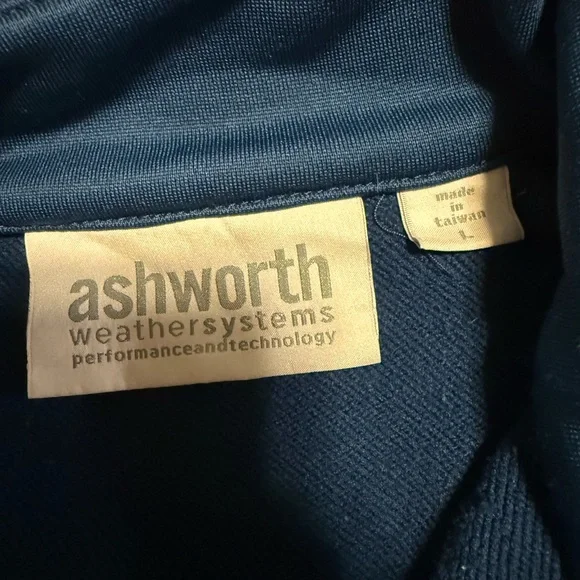 ashworth
weathersystems
performanceandtechnology
made
in
taiwan
L